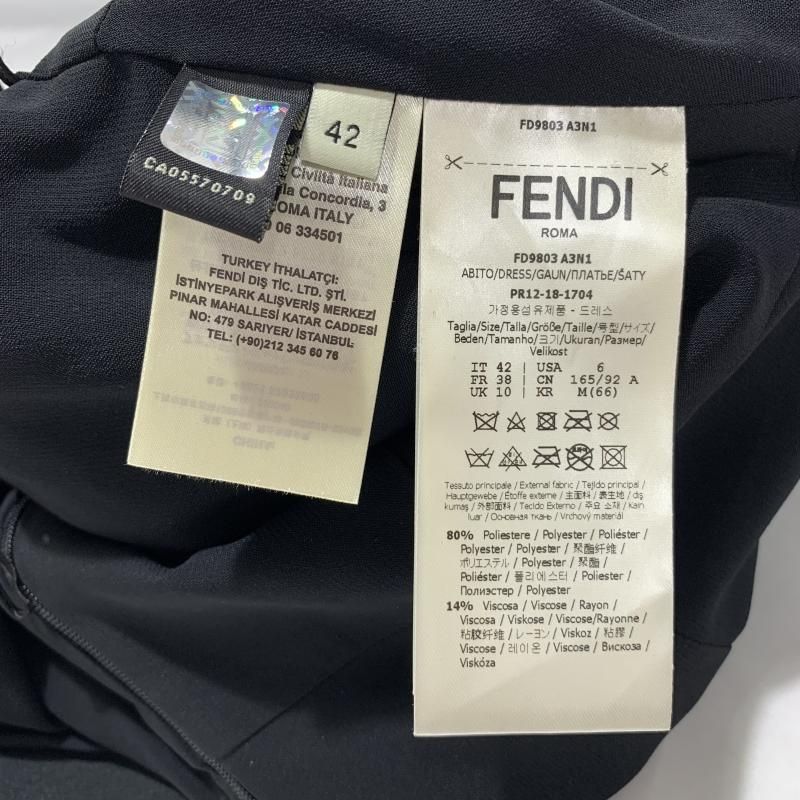 CA05570709
42
Civiltà Italiana
Concordia, 3
ROMA ITALY
06 334501
TURKEY İTHALATÇI:
FENDİ DIŞ TİC. LTD. ŞTİ.
İSTİNYEPARK ALIŞVERİŞ MERKEZİ
PINAR MAHALLESİ KATAR CADDESİ
NO: 479 SARIYER/ İSTANBUL
TEL: (+90)212 345 60 76
FD9803 A3N1
FENDI
ROMA
FD9803 A3N1
ABITO/DRESS/GAUN/ПЛАТЬЕ/ŠATY
PR12-18-1704
가정용섬유제품 - 드레스
Taglia/Size/Talla/Größe/Taille/号型/サイズ/
Beden/Tamanho/크기/Ukuran/Размер/
Velikost
IT 42 | USA 6
FR 38 | CN 165/92 A
UK 10 | KR M(66)
Tessuto principale / External fabric / Tejido principal /
Hauptgewebe / Étoffe externe / 主面料 / 表生地 / dış
kumaş / 外部面料 / Tecido Externo / 주요 소재 / Kain
luar / Основная ткань / Vrchový materiál
80% Poliestere / Polyester / Poliéster /
Polyester / Polyester / 聚酯纤维 /
ポリエステル / Polyester / 聚酯 /
Poliéster / 폴리에스터 / Poliester /
Полиэстер / Polyester
14% Viscosa / Viscose / Rayon /
Viscosa / Viskose / Viscose/Rayonne /
粘胶纤维 / レーヨン / Viskoz / 粘膠 /
Viscose / 레이온 / Viscose / Вискоза /
Viskóza